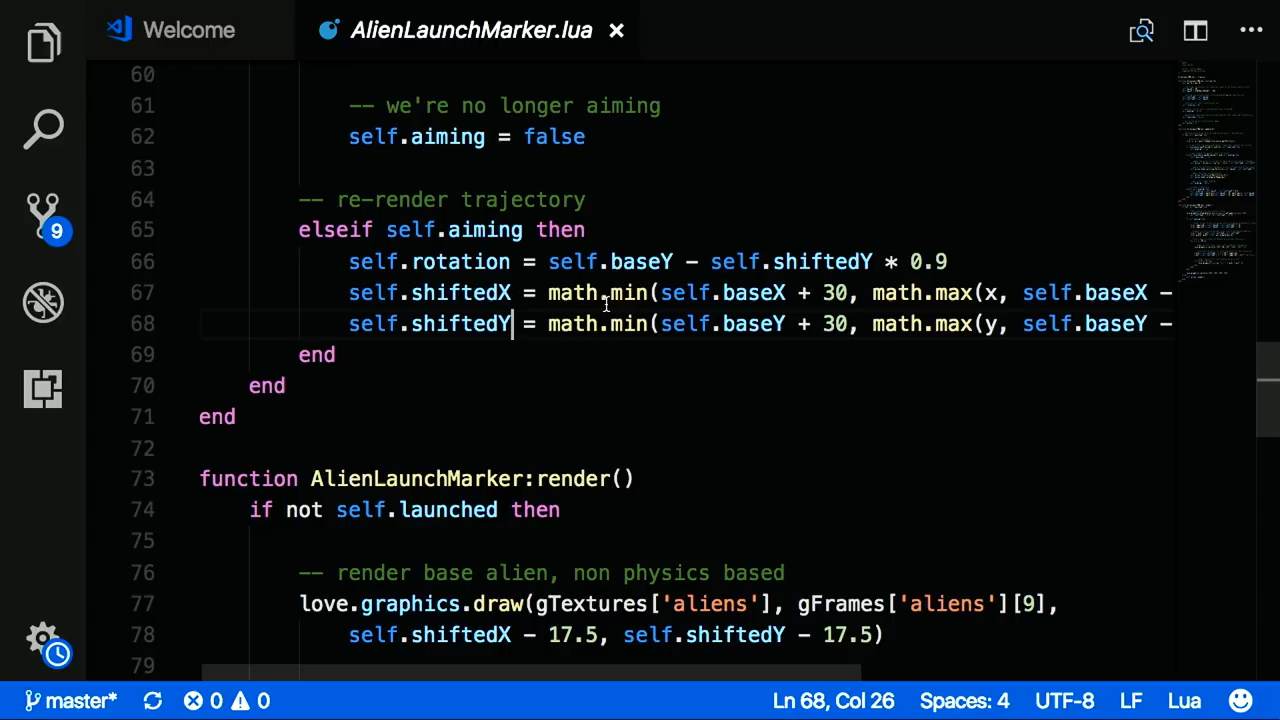 Welcome
AlienLaunchMarker.lua
60
61 -- we're no longer aiming
62 self.aiming = false
63
64 -- re-render trajectory
65 elseif self.aiming then
66 self.rotation = self.baseY - self.shiftedY * 0.9
67 self.shiftedX = math.min(self.baseX + 30, math.max(x, self.baseX -
68 self.shiftedY = math.min(self.baseY + 30, math.max(y, self.baseY -
69 end
70 end
71 end
72
73 function AlienLaunchMarker:render()
74 if not self.launched then
75
76 -- render base alien, non physics based
77 love.graphics.draw(gTextures['aliens'], gFrames['aliens'][9],
78 self.shiftedX - 17.5, self.shiftedY - 17.5)
79
9
master* 0 0 Ln 68, Col 26 Spaces: 4 UTF-8 LF Lua